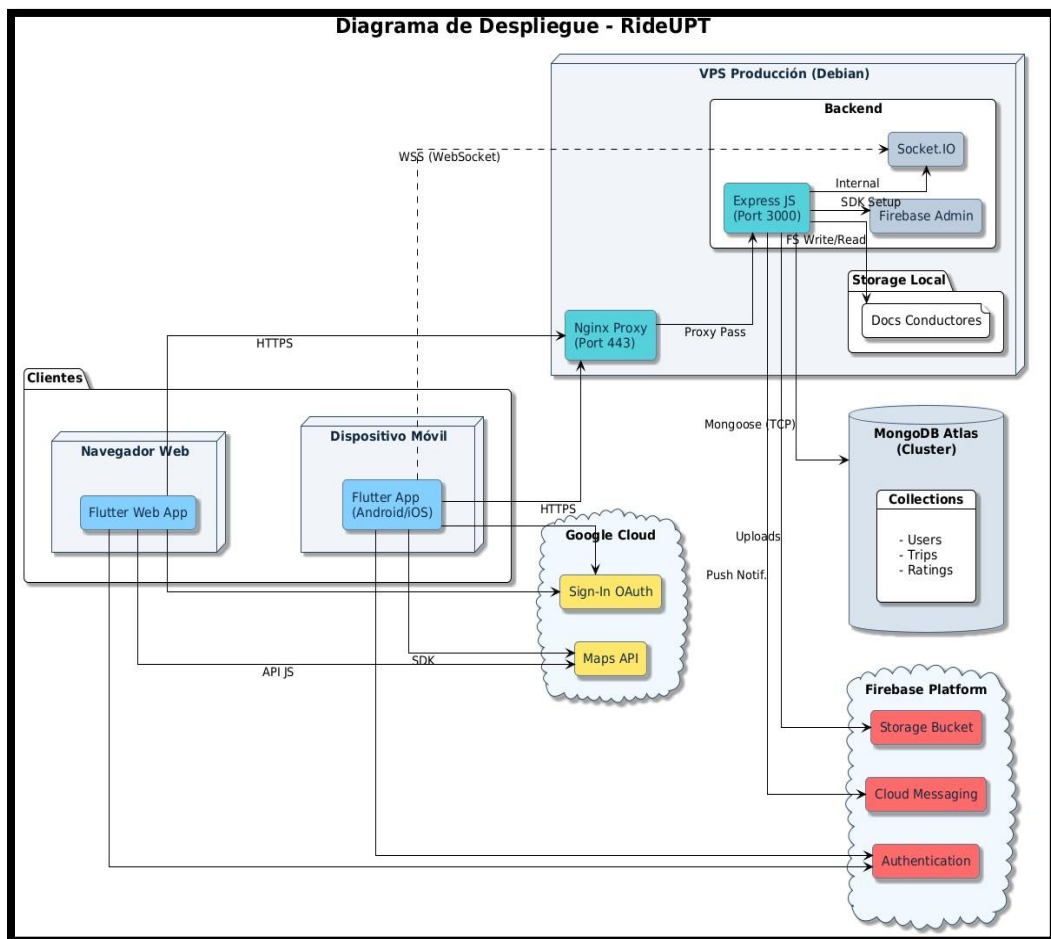 Diagrama de Despliegue - RideUPT
VPS Producción (Debian)
Backend
Socket.IO
WSS (WebSocket)
Internal
Express JS
(Port 3000)
SDK Setup
Firebase Admin
FS Write/Read
Storage Local
Docs Conductores
Nginx Proxy
(Port 443)
Proxy Pass
HTTPS
Clientes
Navegador Web
Flutter Web App
Dispositivo Móvil
Flutter App
(Android/iOS)
HTTPS
Google Cloud
Sign-In OAuth
Maps API
SDK
API JS
Mongoose (TCP)
MongoDB Atlas
(Cluster)
Collections
- Users
- Trips
- Ratings
Uploads
Push Notif.
Firebase Platform
Storage Bucket
Cloud Messaging
Authentication